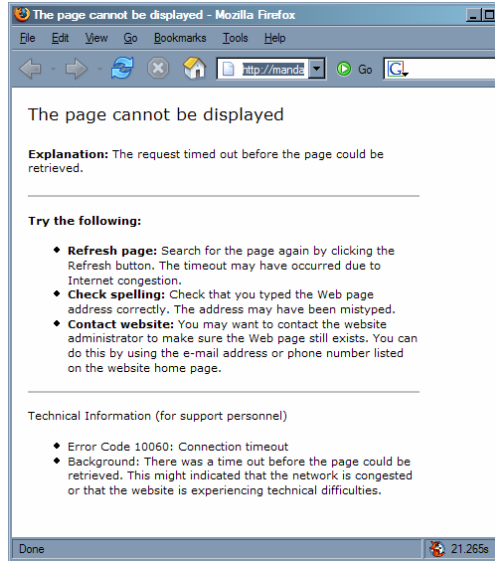 The page cannot be displayed - Mozilla Firefox
File Edit View Go Bookmarks Tools Help
http://manda Go G
The page cannot be displayed
Explanation: The request timed out before the page could be
retrieved.
Try the following:
Refresh page: Search for the page again by clicking the
Refresh button. The timeout may have occurred due to
Internet congestion.
Check spelling: Check that you typed the Web page
address correctly. The address may have been mistyped.
Contact website: You may want to contact the website
administrator to make sure the Web page still exists. You can
do this by using the e-mail address or phone number listed
on the website home page.
Technical Information (for support personnel)
Error Code 10060: Connection timeout
Background: There was a time out before the page could be
retrieved. This might indicated that the network is congested
or that the website is experiencing technical difficulties.
Done 21.265s